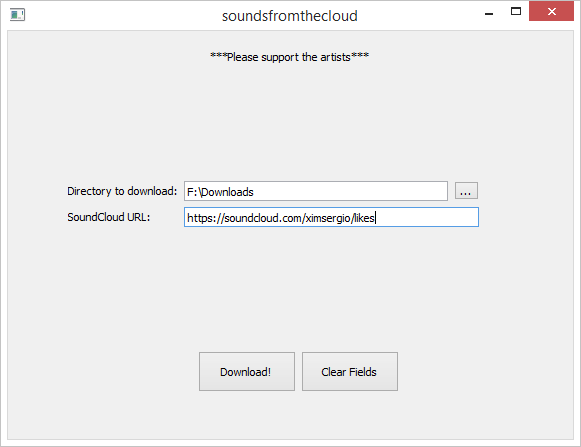 soundsfromthecloud
***Please support the artists***
Directory to download: F:\Downloads ...
SoundCloud URL: https://soundcloud.com/ximsergio/likes
Download! Clear Fields